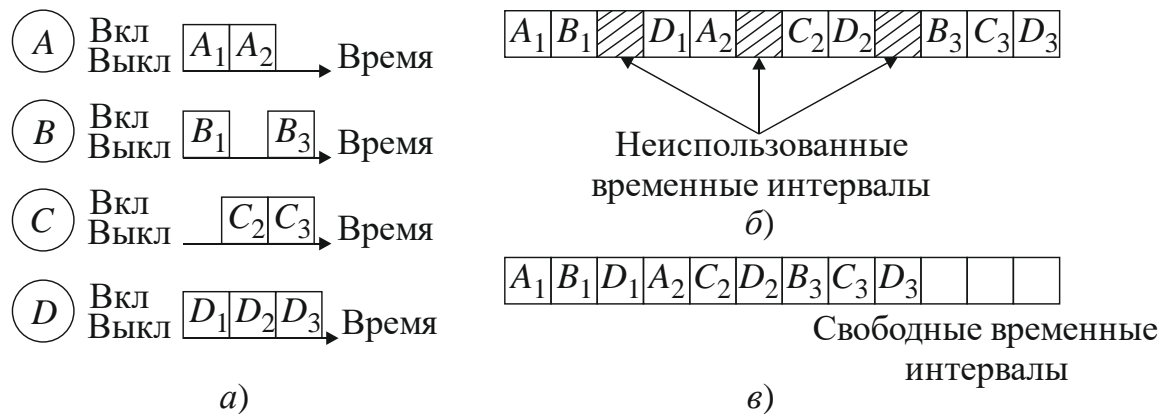 A Вкл
Выкл A1 A2 Время
B Вкл
Выкл B1 B3 Время
C Вкл
Выкл C2 C3 Время
D Вкл
Выкл D1 D2 D3 Время
а)
A1 B1 D1 A2 C2 D2 B3 C3 D3
Неиспользованные
временные интервалы
б)
A1 B1 D1 A2 C2 D2 B3 C3 D3
Свободные временные
интервалы
в)